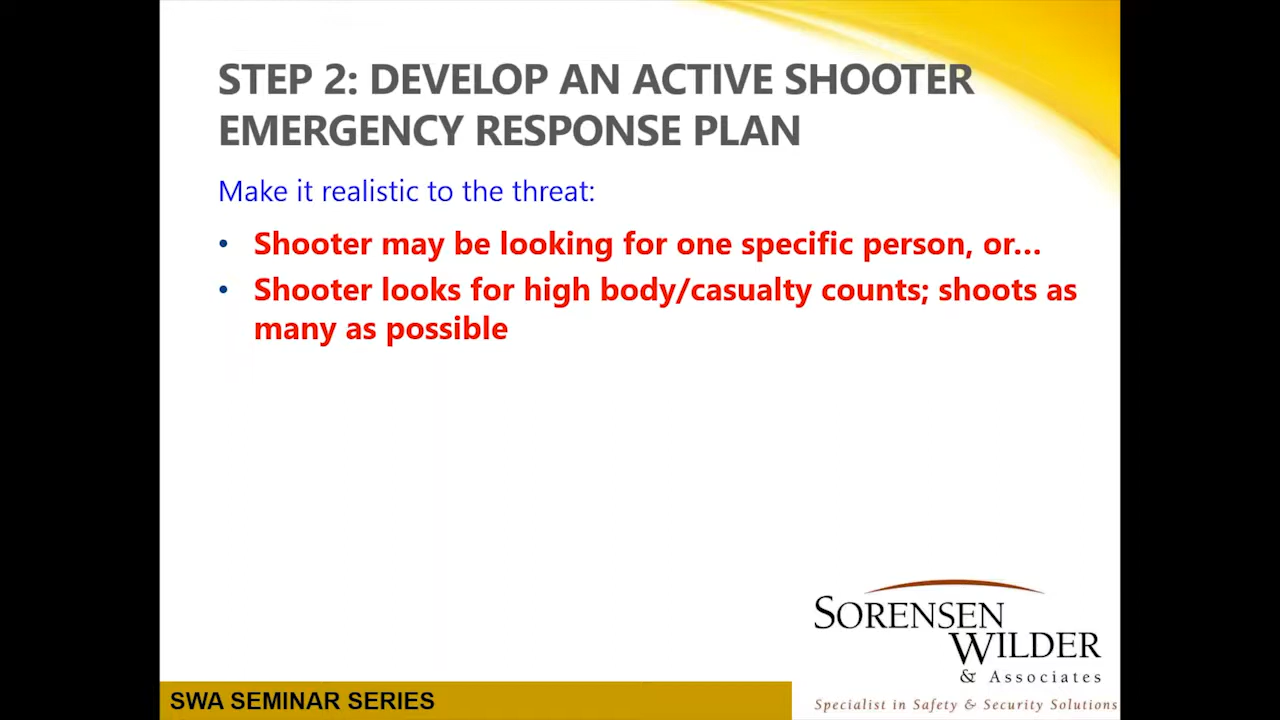 STEP 2: DEVELOP AN ACTIVE SHOOTER
EMERGENCY RESPONSE PLAN
Make it realistic to the threat:
• Shooter may be looking for one specific person, or...
• Shooter looks for high body/casualty counts; shoots as
many as possible
SORENSEN
WILDER
& Associates
Specialist in Safety & Security Solutions
SWA SEMINAR SERIES